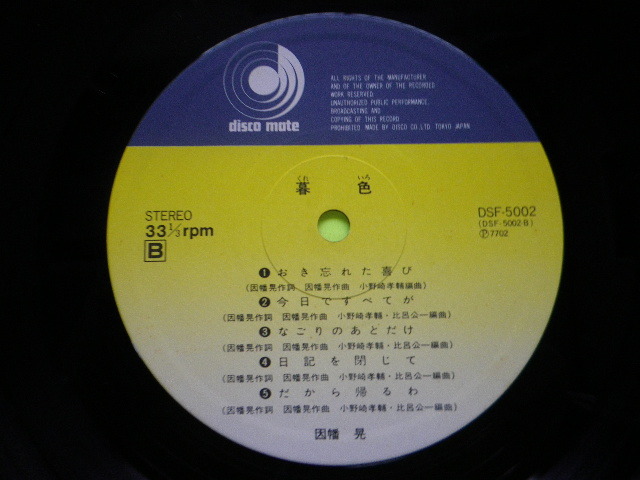 disco mate
ALL RIGHTS OF THE MANUFACTURER
AND OF THE OWNER OF THE RECORDED
WORK RESERVED.
UNAUTHORIZED PUBLIC PERFORMANCE,
BROADCASTING AND
COPYING OF THIS RECORD
PROHIBITED. MADE BY DISCO CO. LTD. TOKYO JAPAN
くれ いろ
暮色
STEREO
33 1/3 rpm
B
DSF-5002
(DSF-5002-B)
Ⓟ7702
❶ おき忘れた喜び
(因幡晃作詞 因幡晃作曲 小野崎孝輔編曲)
❷ 今日ですべてが
(因幡晃作詞 因幡晃作曲 小野崎孝輔・比呂公一編曲)
❸ なごりのあとだけ
(因幡晃作詞 因幡晃作曲 小野崎孝輔・比呂公一編曲)
❹ 日記を閉じて
(因幡晃作詞 因幡晃作曲 小野崎孝輔・比呂公一編曲)
❺ だから帰るわ
(因幡晃作詞 因幡晃作曲 小野崎孝輔・比呂公一編曲)
因幡 晃